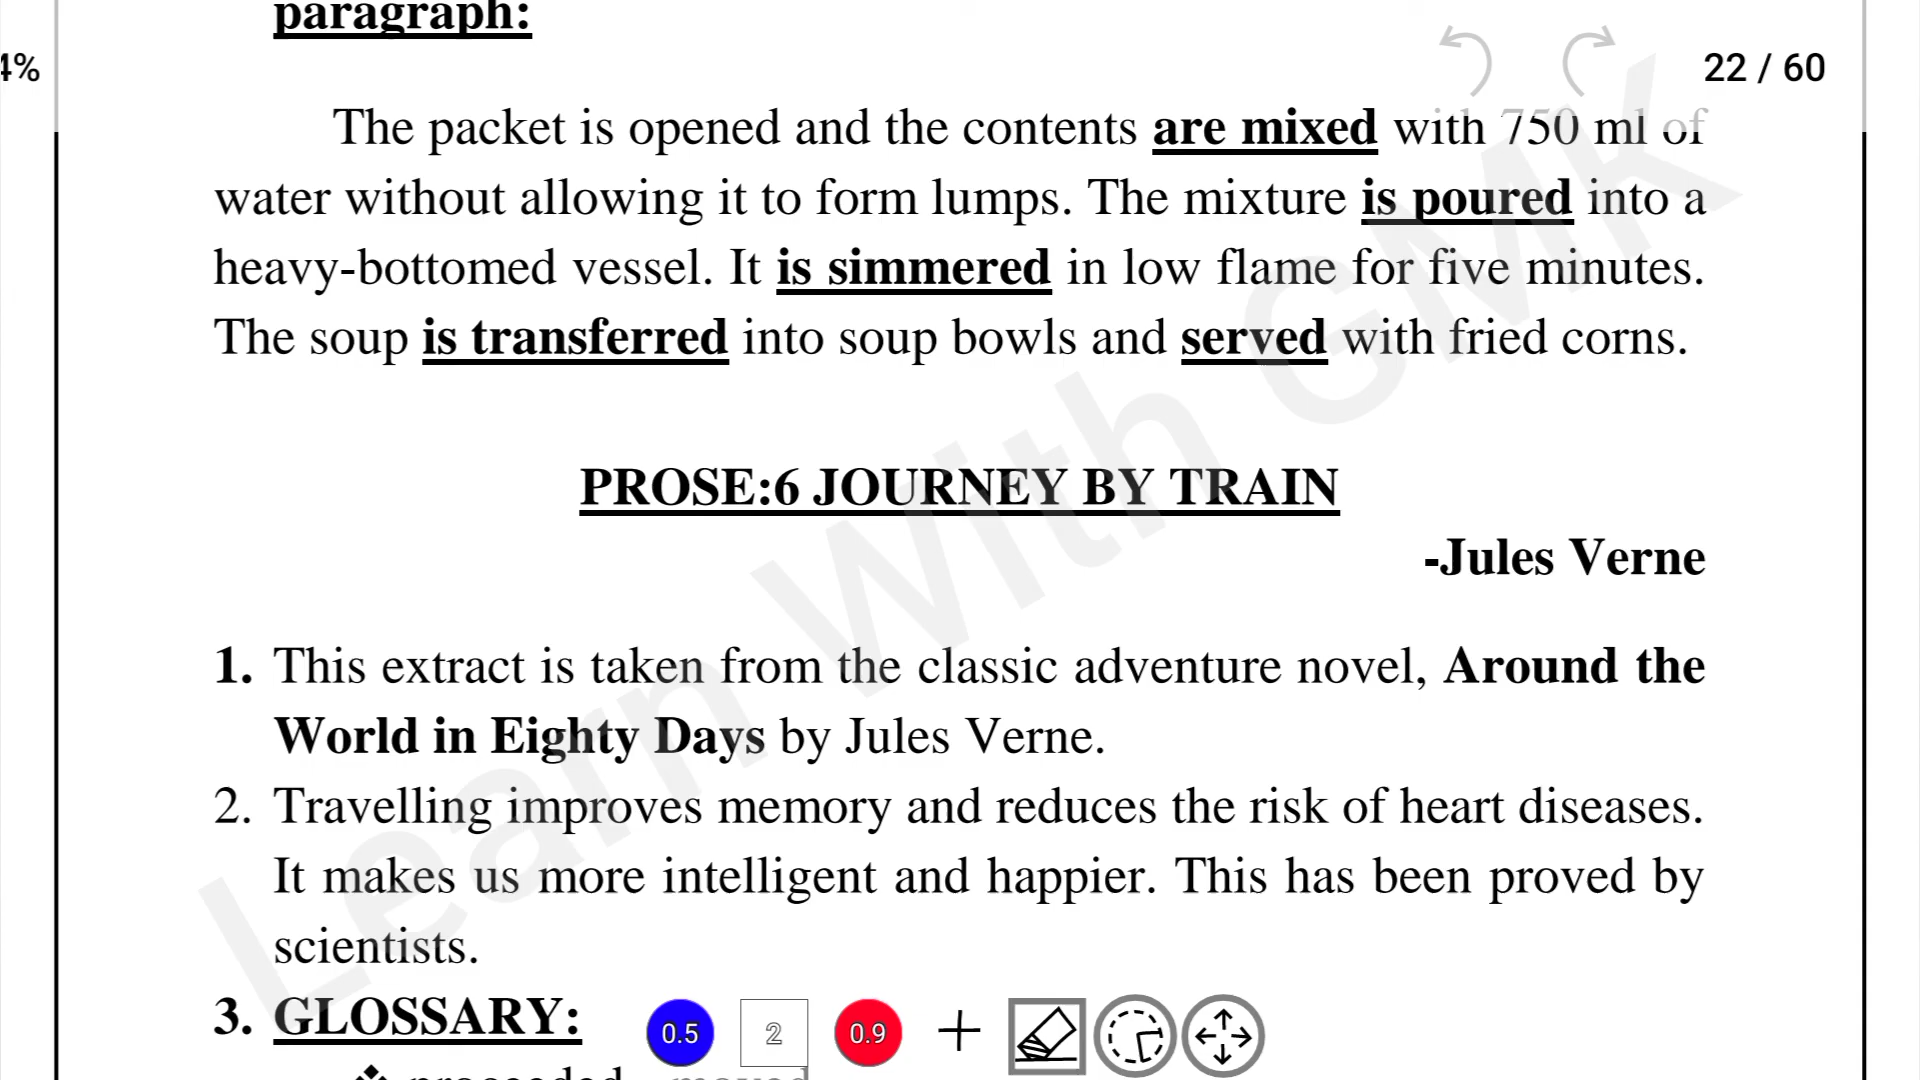 paragraph:
4%
22 / 60
The packet is opened and the contents are mixed with 750 ml of
water without allowing it to form lumps. The mixture is poured into a
heavy-bottomed vessel. It is simmered in low flame for five minutes.
The soup is transferred into soup bowls and served with fried corns.
PROSE:6 JOURNEY BY TRAIN
-Jules Verne
1. This extract is taken from the classic adventure novel, Around the
World in Eighty Days by Jules Verne.
2. Travelling improves memory and reduces the risk of heart diseases.
It makes us more intelligent and happier. This has been proved by
scientists.
3. GLOSSARY:
0.5 2 0.9
❖ proceeded - moved
Learn With GMK